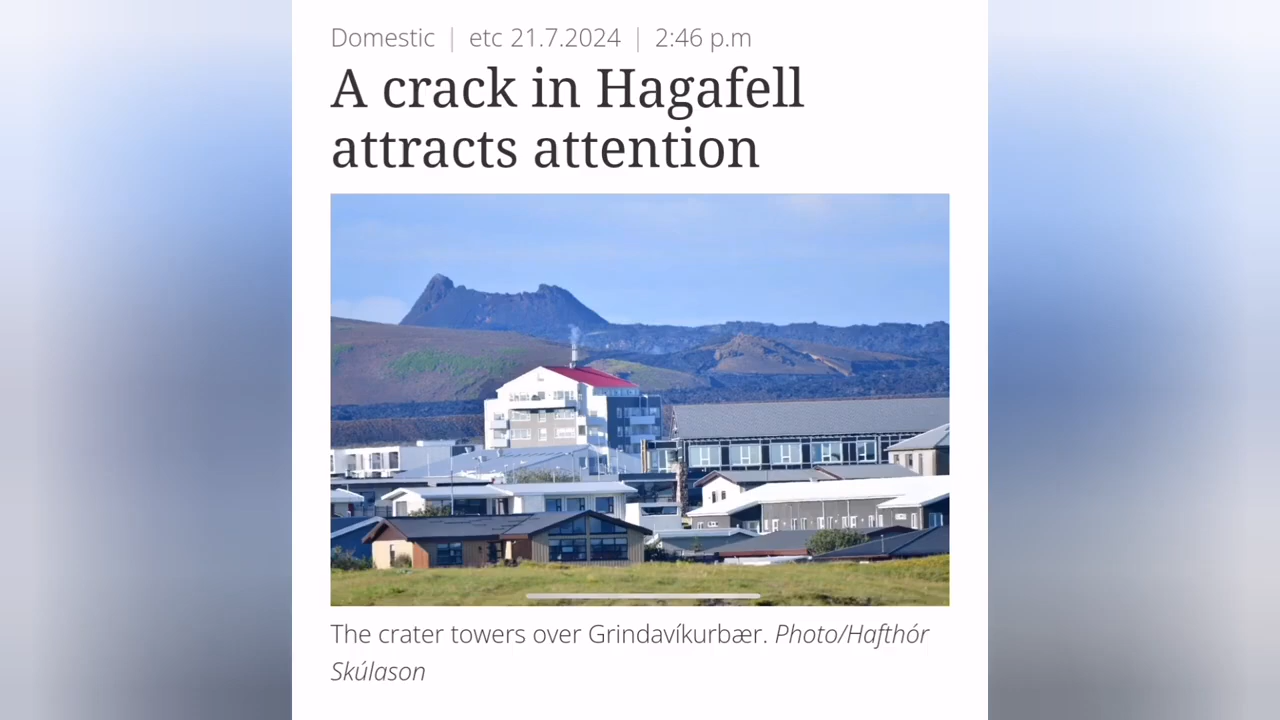 Domestic | etc 21.7.2024 | 2:46 p.m
A crack in Hagafell
attracts attention
The crater towers over Grindavíkurbær. Photo/Hafthór
Skúlason